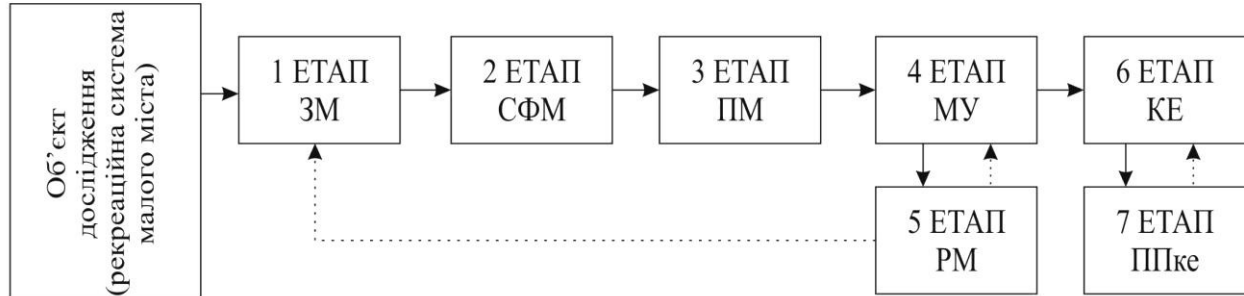 Об’єкт
дослідження
(рекреаційна система
малого міста)
1 ЕТАП
ЗМ
2 ЕТАП
СФМ
3 ЕТАП
ПМ
4 ЕТАП
МУ
6 ЕТАП
КЕ
5 ЕТАП
РМ
7 ЕТАП
ППке